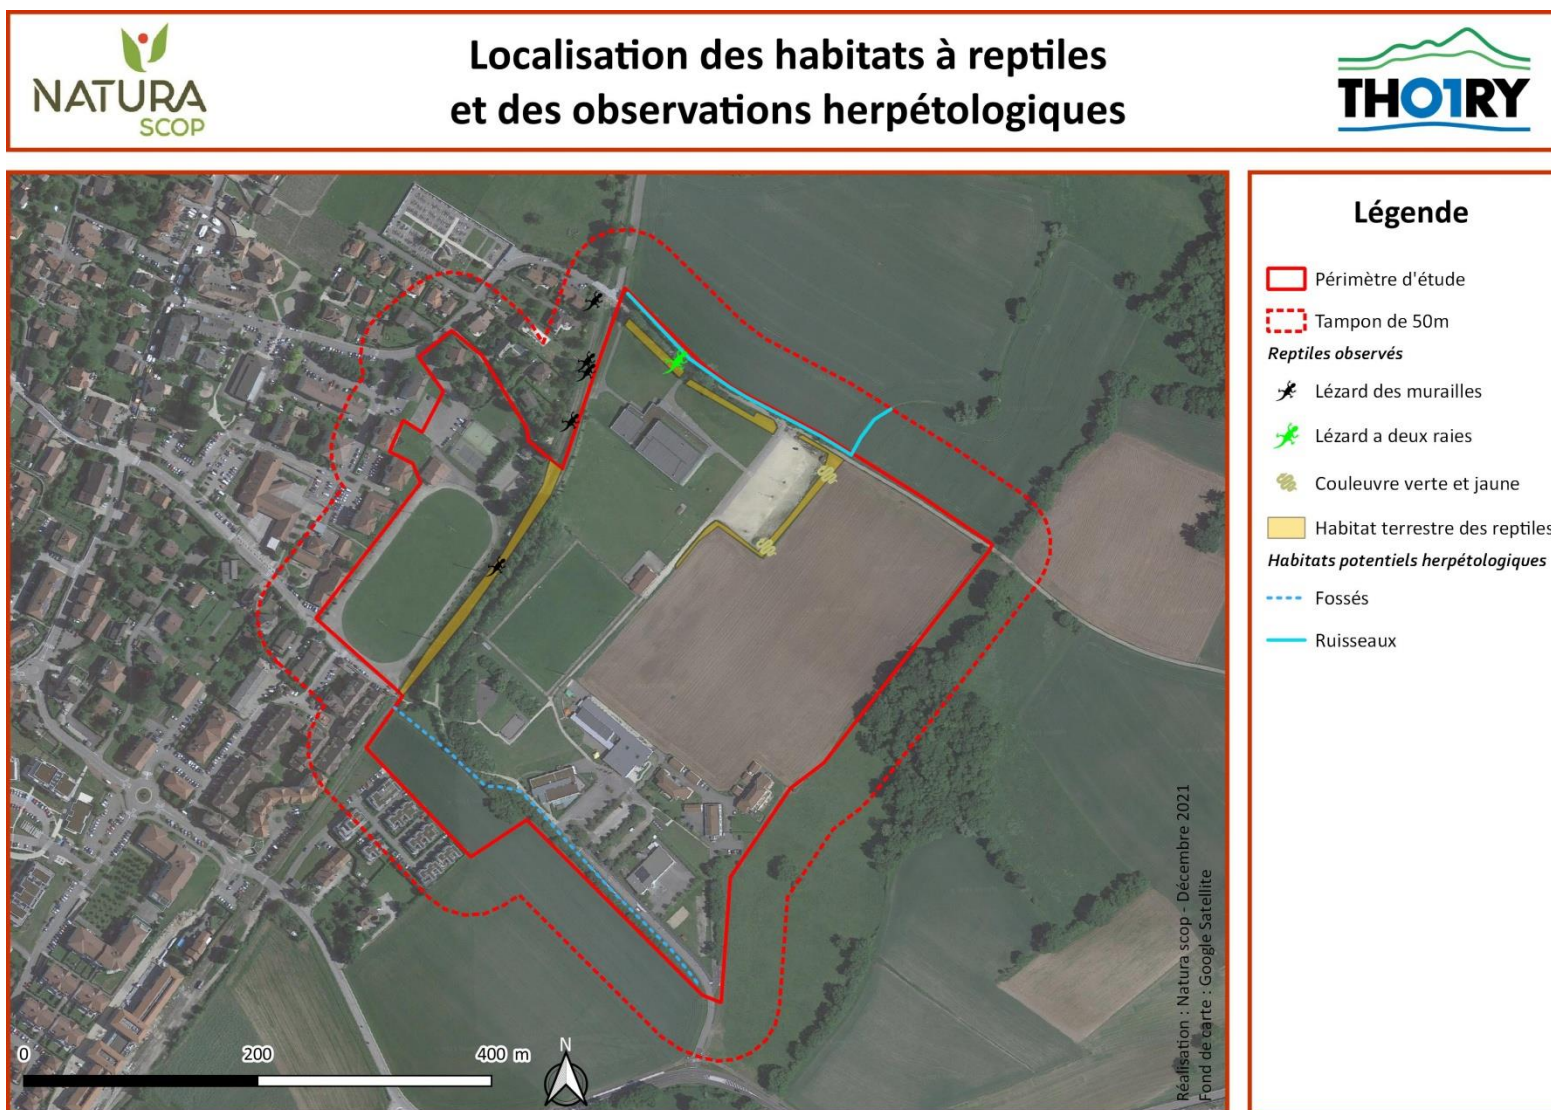 NATURA
SCOP
Localisation des habitats à reptiles
et des observations herpétologiques
THO1RY
Légende
Périmètre d'étude
Tampon de 50m
Reptiles observés
Lézard des murailles
Lézard a deux raies
Couleuvre verte et jaune
Habitat terrestre des reptiles
Habitats potentiels herpétologiques
Fossés
Ruisseaux
0 200 400 m
N
Réalisation : Natura scop - Décembre 2021
Fond de carte : Google Satellite